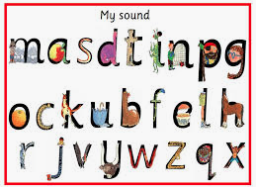 My sound
m a s d t i n p g
o c k u b f e l h
r j v y w z q x